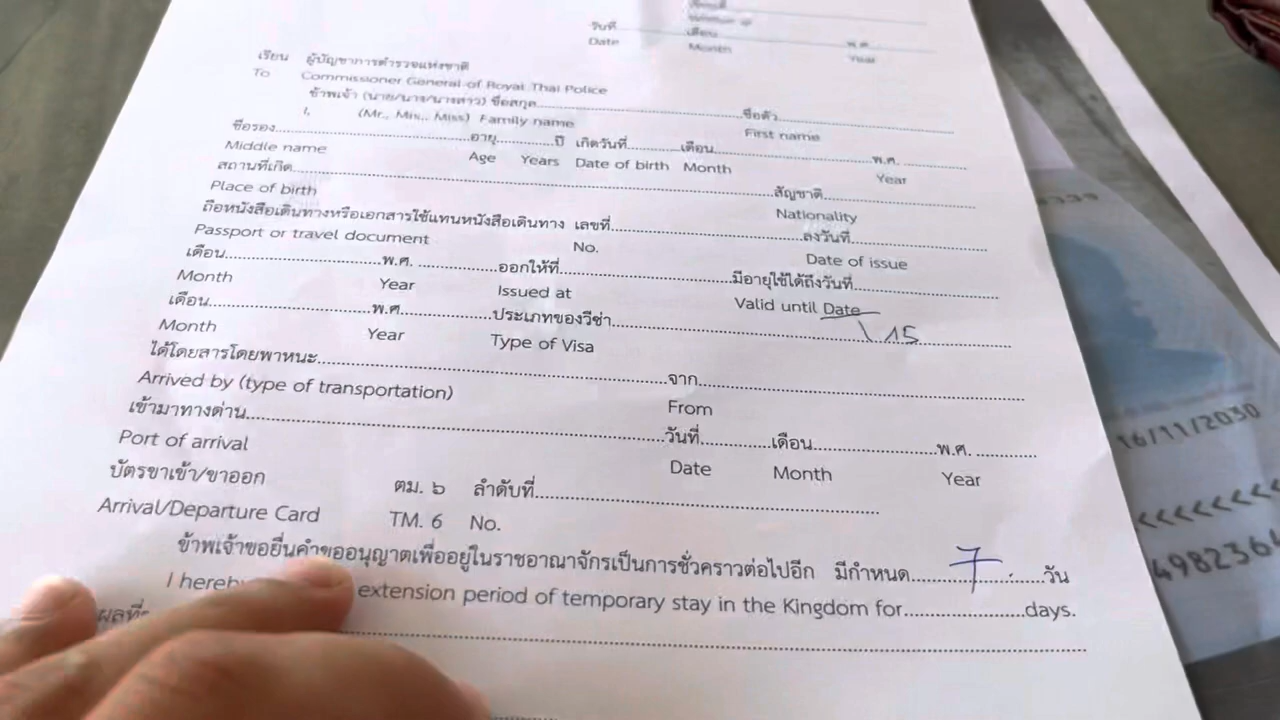 วันที่ เดือน พ.ศ.
Date Month Year
เรียน ผู้บัญชาการตำรวจแห่งชาติ
To Commissioner General of Royal Thai Police
ข้าพเจ้า (นาย/นาง/นางสาว) ชื่อสกุล ชื่อตัว
I, (Mr., Mrs., Miss) Family name First name
ชื่อรอง อายุ ปี เกิดวันที่ เดือน พ.ศ.
Middle name Age Years Date of birth Month Year
สถานที่เกิด สัญชาติ
Place of birth Nationality
ถือหนังสือเดินทางหรือเอกสารใช้แทนหนังสือเดินทาง เลขที่ ลงวันที่
Passport or travel document No. Date of issue
เดือน พ.ศ. ออกให้ที่ มีอายุใช้ได้ถึงวันที่
Month Year Issued at Valid until Date
เดือน พ.ศ. ประเภทของวีซ่า 15
Month Year Type of Visa
ได้โดยสารโดยพาหนะ จาก
Arrived by (type of transportation) From
เข้ามาทางด่าน วันที่ เดือน พ.ศ.
Port of arrival Date Month Year
บัตรขาเข้า/ขาออก ตม. ๖ ลำดับที่
Arrival/Departure Card TM. 6 No.
ข้าพเจ้าขอยื่นคำขออนุญาตเพื่ออยู่ในราชอาณาจักรเป็นการชั่วคราวต่อไปอีก มีกำหนด 7 วัน
I hereby extension period of temporary stay in the Kingdom for days.
16/11/2030
<<<<<<<<
498236